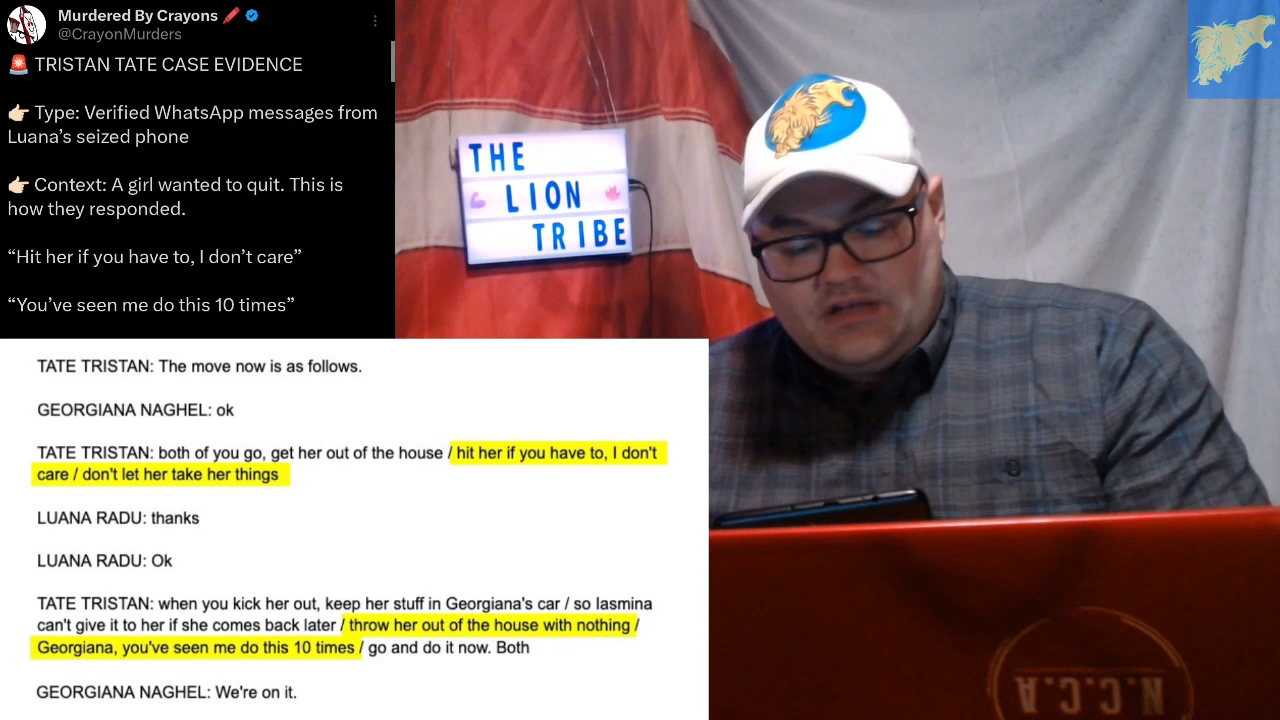 Murdered By Crayons
@CrayonMurders
🚨 TRISTAN TATE CASE EVIDENCE
👉🏻 Type: Verified WhatsApp messages from
Luana’s seized phone
👉🏻 Context: A girl wanted to quit. This is
how they responded.
“Hit her if you have to, I don’t care”
“You’ve seen me do this 10 times”
THE
LION
TRIBE
TATE TRISTAN: The move now is as follows.
GEORGIANA NAGHEL: ok
TATE TRISTAN: both of you go, get her out of the house / hit her if you have to, I don't
care / don't let her take her things
LUANA RADU: thanks
LUANA RADU: Ok
TATE TRISTAN: when you kick her out, keep her stuff in Georgiana's car / so Iasmina
can't give it to her if she comes back later / throw her out of the house with nothing /
Georgiana, you've seen me do this 10 times / go and do it now. Both
GEORGIANA NAGHEL: We're on it.
N.C.C.A